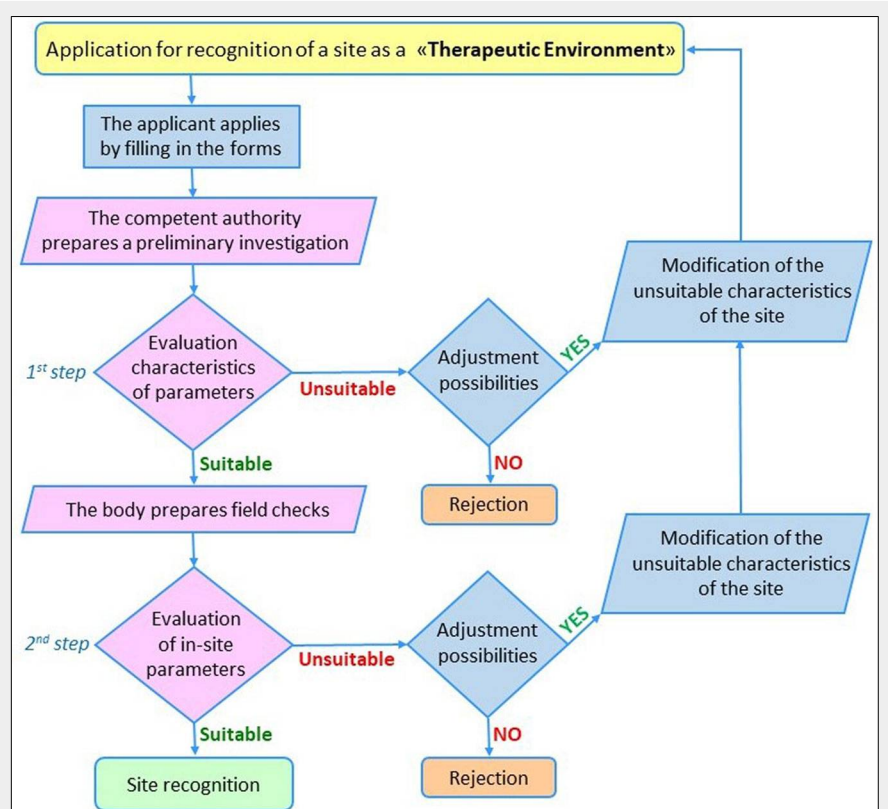 Application for recognition of a site as a «Therapeutic Environment»
The applicant applies
by filling in the forms
The competent authority
prepares a preliminary investigation
1st step
Evaluation
characteristics
of parameters
Unsuitable
Adjustment
possibilities
YES
Modification of the
unsuitable characteristics
of the site
Suitable
NO
Rejection
The body prepares field checks
2nd step
Evaluation
of in-site
parameters
Unsuitable
Adjustment
possibilities
YES
Modification of the
unsuitable characteristics
of the site
Suitable
NO
Site recognition
Rejection